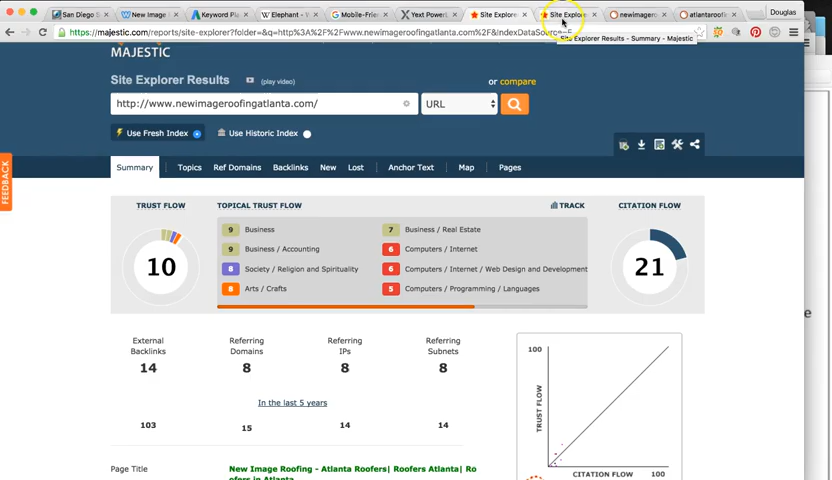 San Diego
New Image
Keyword Pla
Elephant - V
Mobile-Frie
Yext Power
Site Explore
Site Explore
newimagero
atlantaroofi
Douglas
https://majestic.com/reports/site-explorer?folder=&q=http%3A%2F%2Fwww.newimageroofingatlanta.com%2F&IndexDataSource=F
Site Explorer Results - Summary - Majestic
MAJESTIC
Site Explorer Results (play video) or compare
http://www.newimageroofingatlanta.com/ URL
Use Fresh Index Use Historic Index
FEEDBACK
Summary Topics Ref Domains Backlinks New Lost Anchor Text Map Pages
TRUST FLOW TOPICAL TRUST FLOW TRACK CITATION FLOW
9 Business 7 Business / Real Estate
9 Business / Accounting 6 Computers / Internet
10 21
8 Society / Religion and Spirituality 6 Computers / Internet / Web Design and Development
8 Arts / Crafts 5 Computers / Programming / Languages
External Backlinks
14
Referring Domains
8
Referring IPs
8
Referring Subnets
8
In the last 5 years
103 15 14 14
100
TRUST FLOW
CITATION FLOW 100
Page Title New Image Roofing - Atlanta Roofers| Roofers Atlanta| Ro
ofers in Atlanta